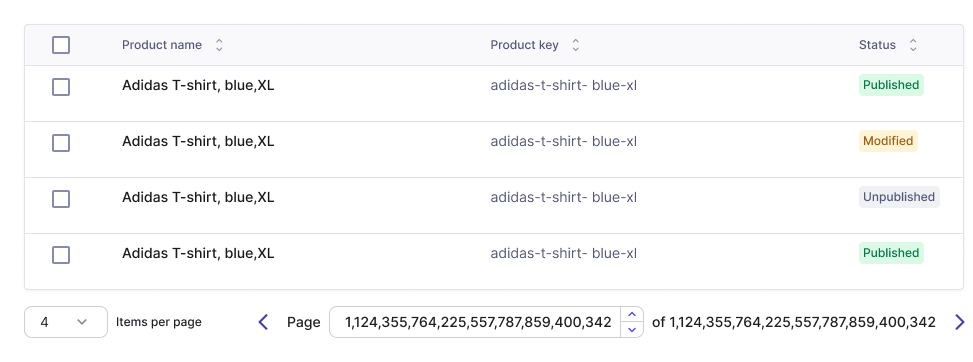 Product name Product key Status
Adidas T-shirt, blue,XL adidas-t-shirt- blue-xl Published
Adidas T-shirt, blue,XL adidas-t-shirt- blue-xl Modified
Adidas T-shirt, blue,XL adidas-t-shirt- blue-xl Unpublished
Adidas T-shirt, blue,XL adidas-t-shirt- blue-xl Published
4 Items per page Page 1,124,355,764,225,557,787,859,400,342 of 1,124,355,764,225,557,787,859,400,342